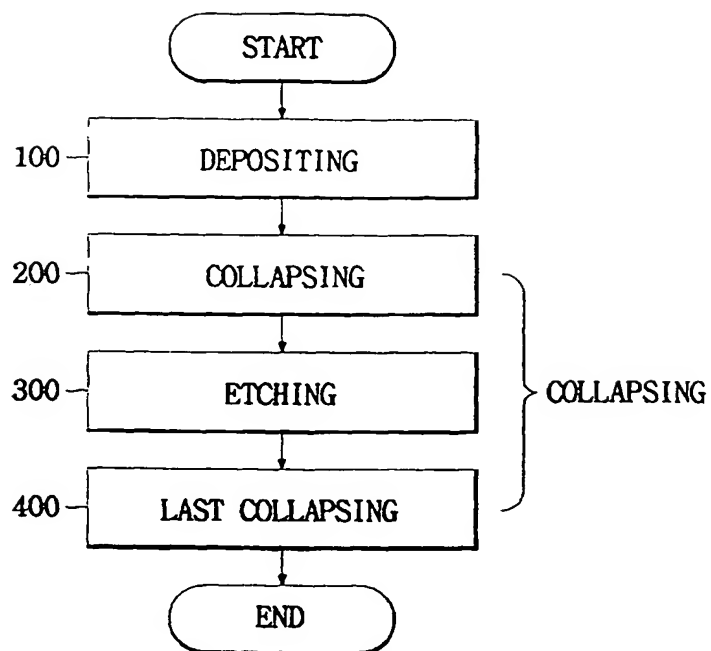 START
100 DEPOSITING
200 COLLAPSING
300 ETCHING
COLLAPSING
400 LAST COLLAPSING
END